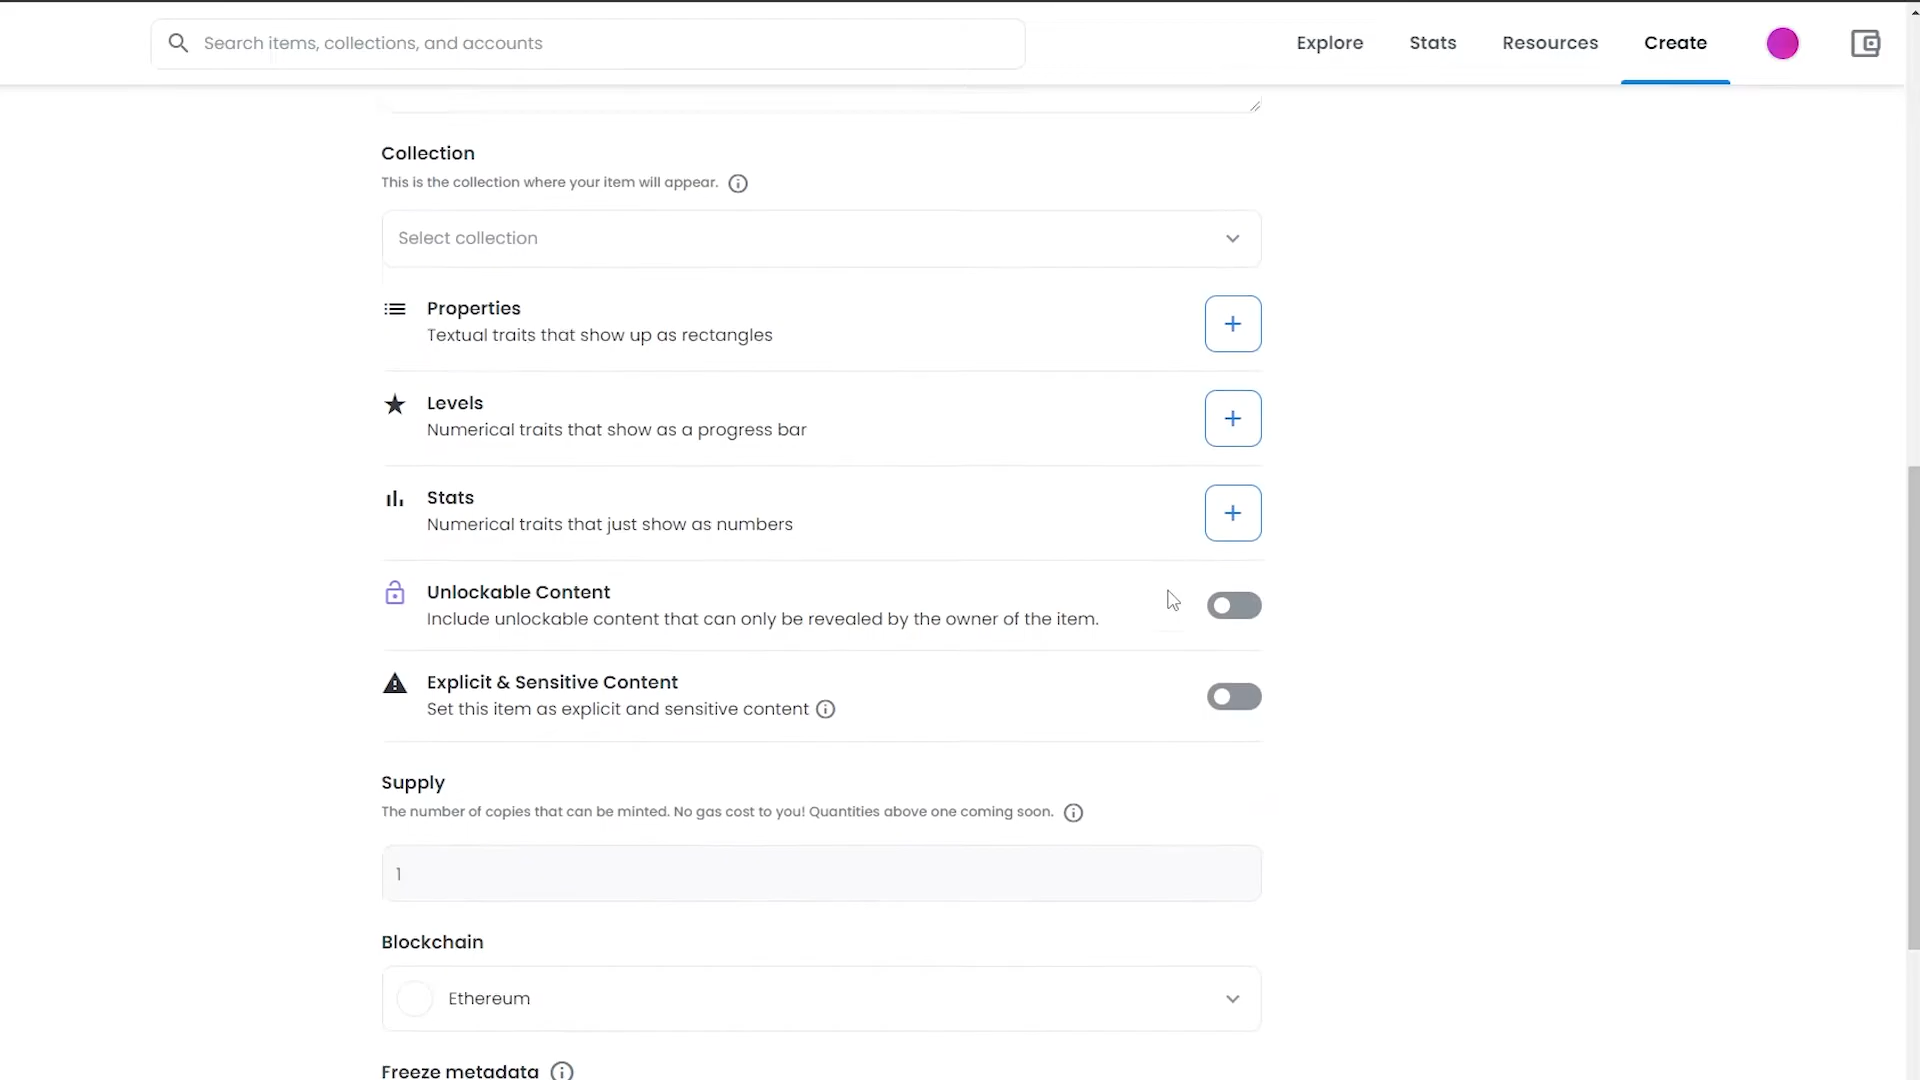 Search items, collections, and accounts
Explore
Stats
Resources
Create
Collection
This is the collection where your item will appear.
Select collection
Properties
Textual traits that show up as rectangles
Levels
Numerical traits that show as a progress bar
Stats
Numerical traits that just show as numbers
Unlockable Content
Include unlockable content that can only be revealed by the owner of the item.
Explicit & Sensitive Content
Set this item as explicit and sensitive content
Supply
The number of copies that can be minted. No gas cost to you! Quantities above one coming soon.
1
Blockchain
Ethereum
Freeze metadata